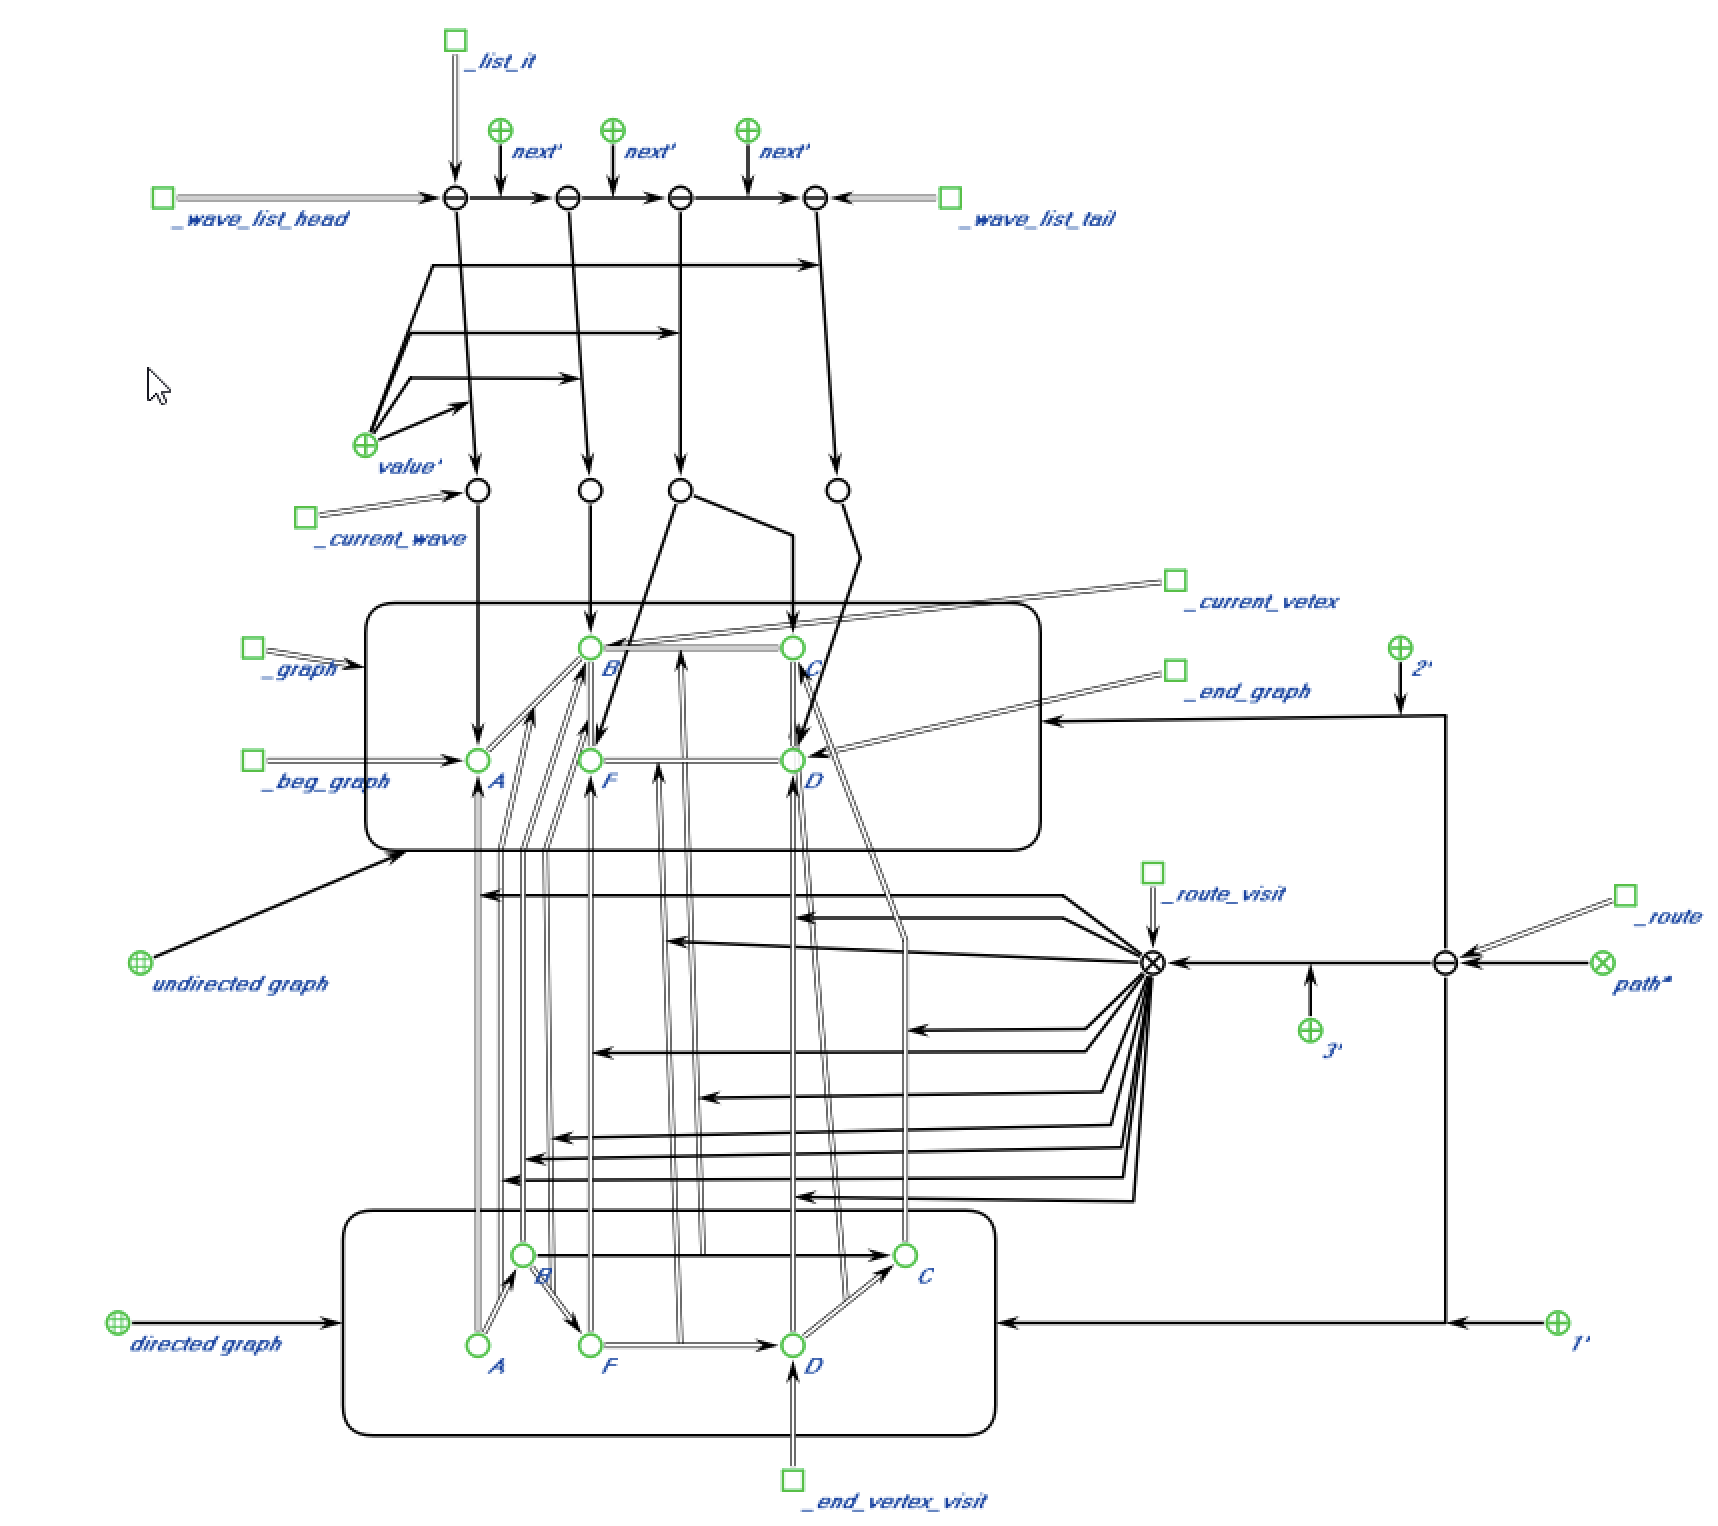 _list_it
next'
next'
next'
_wave_list_head
_wave_list_tail
value'
_current_wave
_current_vetex
_graph
B
C
2'
_end_graph
_beg_graph
A
F
D
_route_visit
_route
undirected graph
path*
3'
B
C
directed graph
1'
A
F
D
_end_vertex_visit